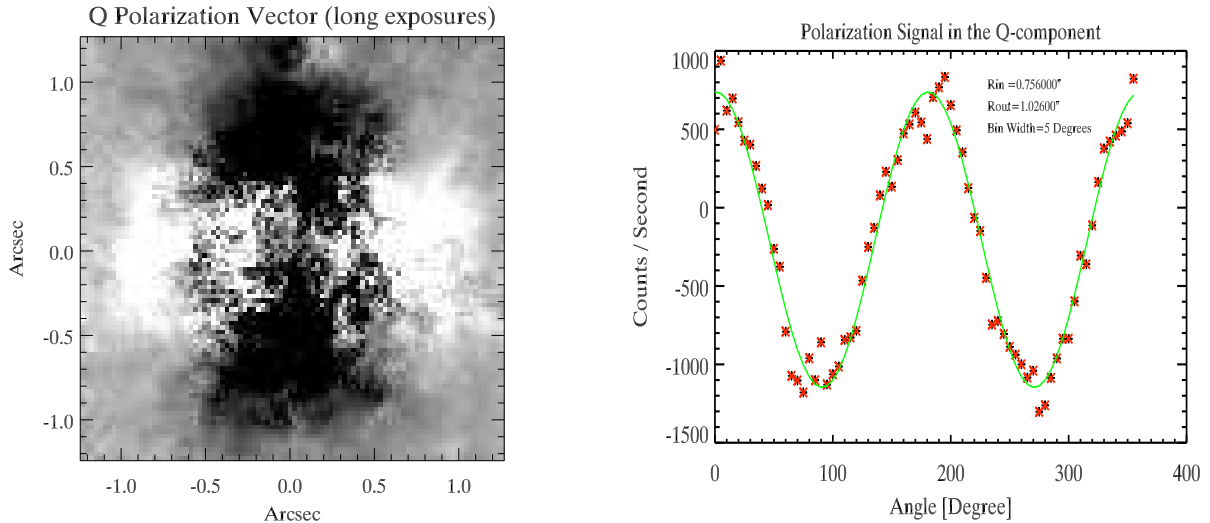 Q Polarization Vector (long exposures)
1.0
0.5
0.0
-0.5
-1.0
Arcsec
-1.0 -0.5 0.0 0.5 1.0
Arcsec
Polarization Signal in the Q-component
Rin =0.756000"
Rout=1.02600"
Bin Width=5 Degrees
1000
500
0
-500
-1000
-1500
Counts / Second
0 100 200 300 400
Angle [Degree]